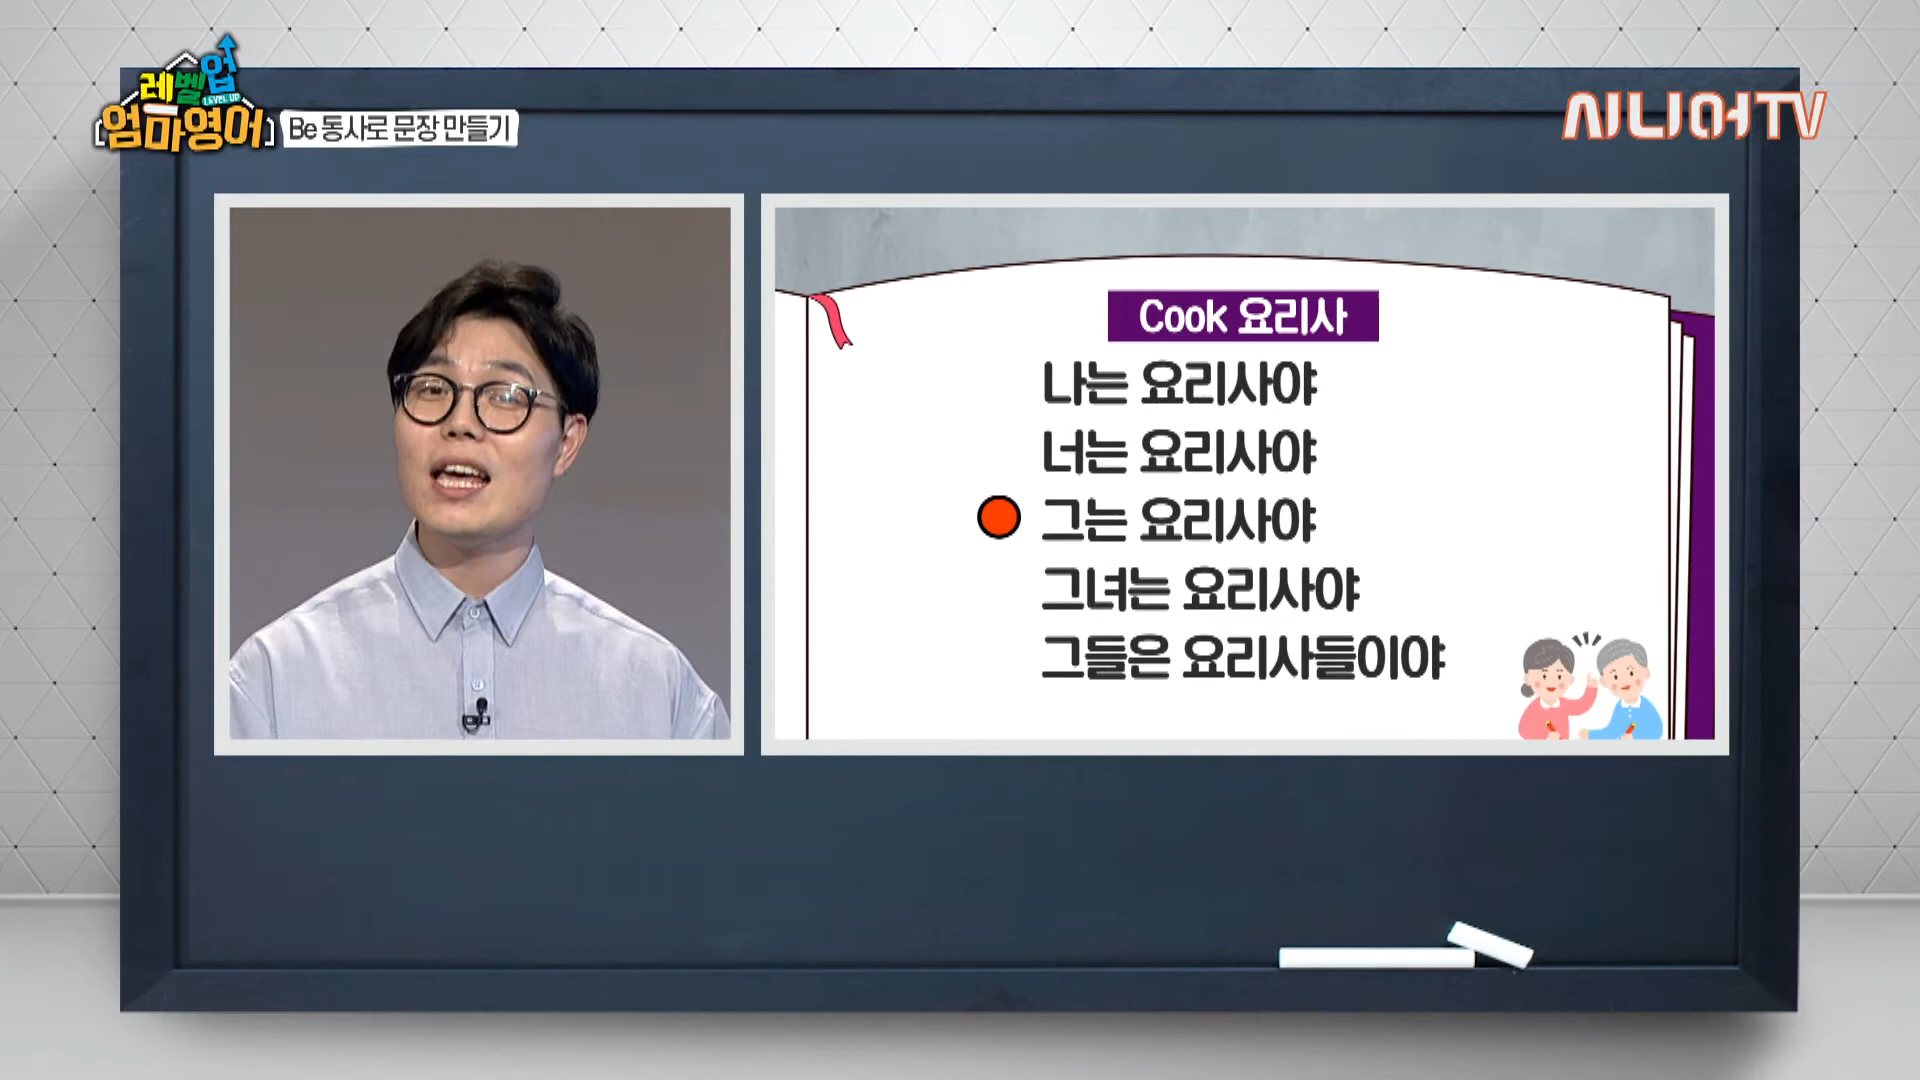 레벨업
LEVEL UP
엄마영어
Be 동사로 문장 만들기
시니어TV
Cook 요리사
나는 요리사야
너는 요리사야
그는 요리사야
그녀는 요리사야
그들은 요리사들이야